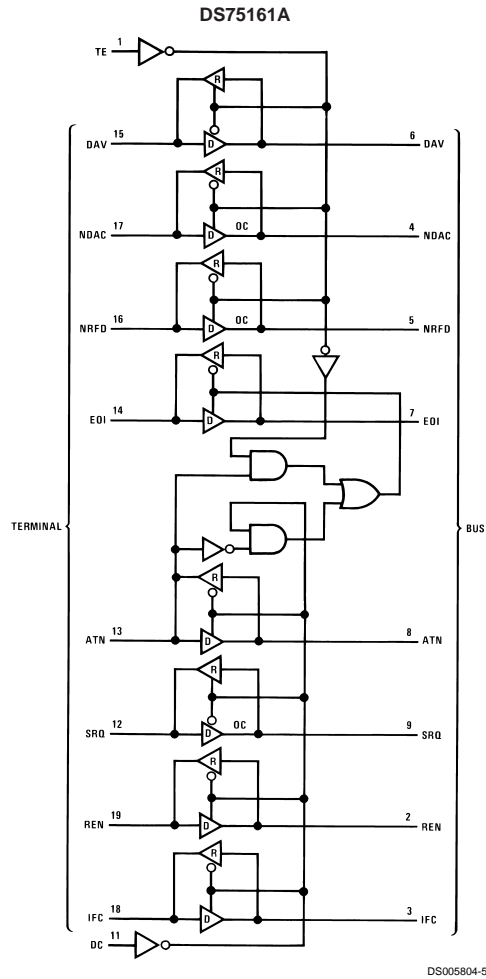 DS75161A
TE 1
R
DAV 15 D 6 DAV
R
NDAC 17 D OC 4 NDAC
R
NRFD 16 D OC 5 NRFD
R
EOI 14 D 7 EOI
TERMINAL BUS
R
ATN 13 D 8 ATN
R
SRQ 12 D OC 9 SRQ
R
REN 19 D 2 REN
R
IFC 18 D 3 IFC
DC 11
DS005804-5